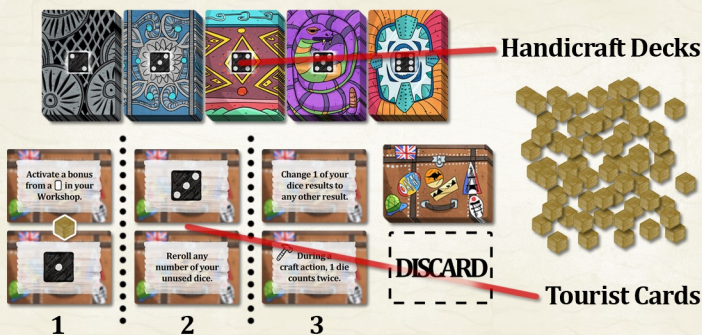 Handicraft Decks
Activate a bonus
from a in your
Workshop.
Change 1 of your
dice results to
any other result.
Reroll any
number of your
unused dice.
During a
craft action, 1 die
counts twice.
DISCARD
Tourist Cards
1
2
3